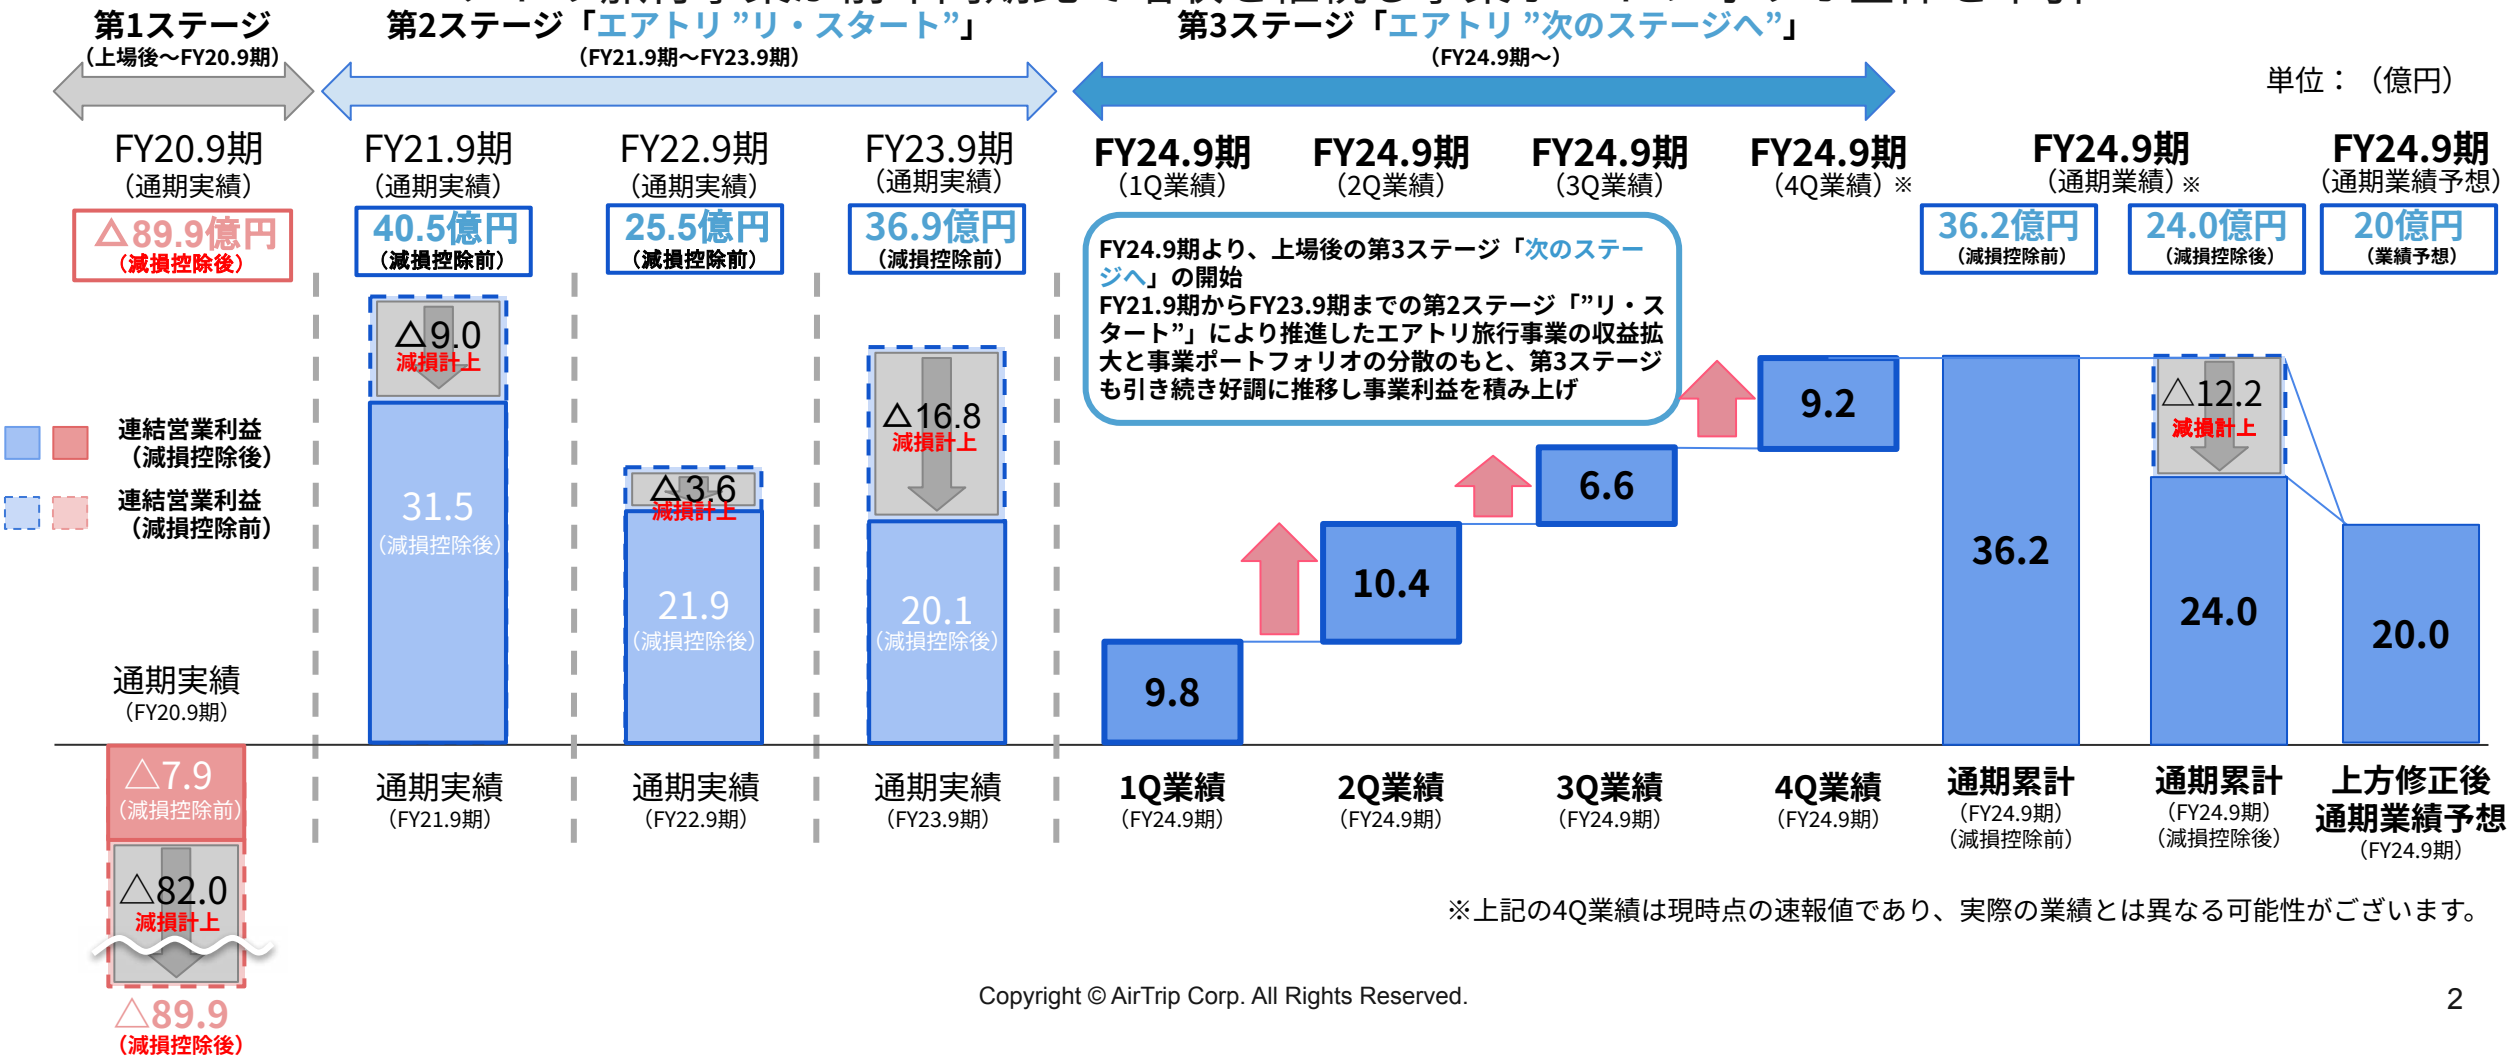 第1ステージ
（上場後～FY20.9期）
第2ステージ「エアトリ ”リ・スタート”」
（FY21.9期～FY23.9期）
第3ステージ「エアトリ ”次のステージへ”」
（FY24.9期～）
単位：（億円）
FY20.9期
（通期実績）
△89.9億円
（減損控除後）
FY21.9期
（通期実績）
40.5億円
（減損控除前）
FY22.9期
（通期実績）
25.5億円
（減損控除前）
FY23.9期
（通期実績）
36.9億円
（減損控除前）
FY24.9期
（1Q業績）
FY24.9期
（2Q業績）
FY24.9期
（3Q業績）
FY24.9期
（4Q業績）※
FY24.9期
（通期業績）※
36.2億円
（減損控除前）
24.0億円
（減損控除後）
FY24.9期
（通期業績予想）
20億円
（業績予想）
FY24.9期より、上場後の第3ステージ「次のステー
ジへ」の開始
FY21.9期からFY23.9期までの第2ステージ「”リ・ス
タート”」により推進したエアトリ旅行事業の収益拡
大と事業ポートフォリオの分散のもと、第3ステージ
も引き続き好調に推移し事業利益を積み上げ
連結営業利益
（減損控除後）
連結営業利益
（減損控除前）
△9.0
減損計上
31.5
（減損控除後）
△3.6
減損計上
21.9
（減損控除後）
△16.8
減損計上
20.1
（減損控除後）
9.8
10.4
6.6
9.2
36.2
△12.2
減損計上
24.0
20.0
通期実績
（FY20.9期）
△7.9
（減損控除前）
△82.0
減損計上
△89.9
（減損控除後）
通期実績
（FY21.9期）
通期実績
（FY22.9期）
通期実績
（FY23.9期）
1Q業績
（FY24.9期）
2Q業績
（FY24.9期）
3Q業績
（FY24.9期）
4Q業績
（FY24.9期）
通期累計
（FY24.9期）
（減損控除前）
通期累計
（FY24.9期）
（減損控除後）
上方修正後
通期業績予想
（FY24.9期）
※上記の4Q業績は現時点の速報値であり、実際の業績とは異なる可能性がございます。
Copyright © AirTrip Corp. All Rights Reserved.
2